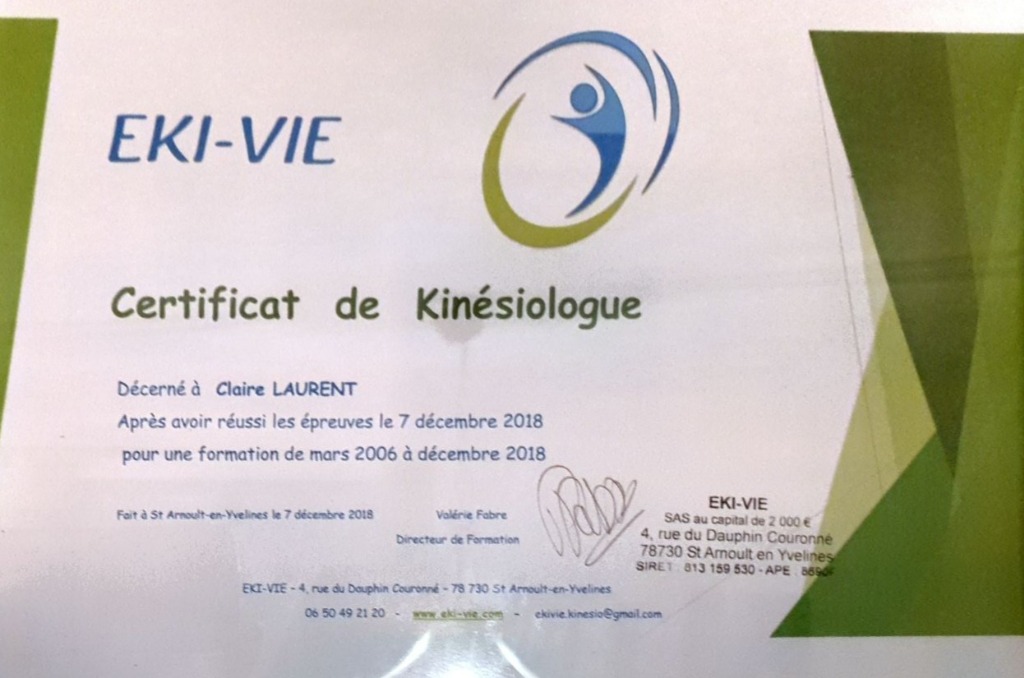 EKI-VIE
Certificat de Kinésiologue
Décerné à Claire LAURENT
Après avoir réussi les épreuves le 7 décembre 2018
pour une formation de mars 2006 à décembre 2018
Fait à St Arnoult-en-Yvelines le 7 décembre 2018
Valérie Fabre
Directeur de Formation
EKI-VIE
SAS au capital de 2 000 €
4, rue du Dauphin Couronné
78730 St Arnoult en Yvelines
SIRET : 813 159 530 - APE :
EKI-VIE - 4, rue du Dauphin Couronné - 78 730 St Arnoult-en-Yvelines
06 50 49 21 20 - www.eki-vie.com - ekivie.kinesio@gmail.com